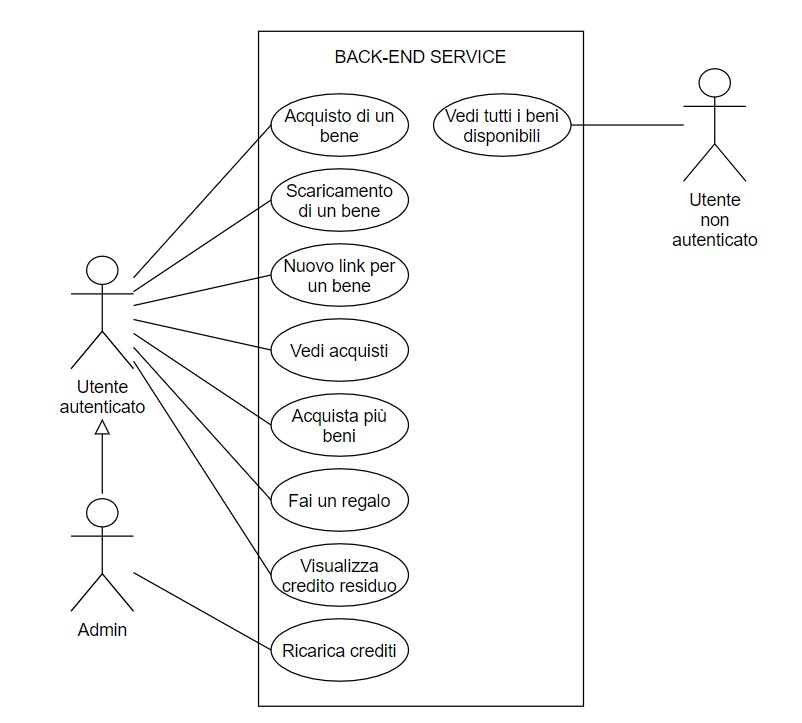 BACK-END SERVICE
Acquisto di un
bene
Vedi tutti i beni
disponibili
Scaricamento
di un bene
Utente
non
autenticato
Nuovo link per
un bene
Vedi acquisti
Utente
autenticato
Acquista più
beni
Fai un regalo
Visualizza
credito residuo
Admin
Ricarica crediti